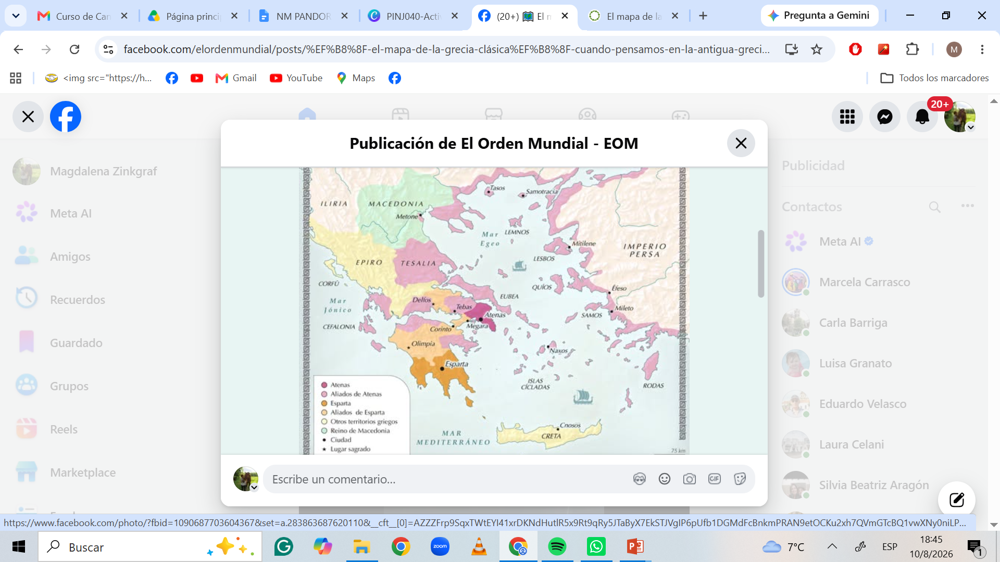 Curso de Can
Página princi
NM PANDOR
PINJ040-Activ
(20+) El m
El mapa de la
Pregunta a Gemini
facebook.com/elordenmundial/posts/%EF%B8%8F-el-mapa-de-la-grecia-clásica%EF%B8%8F-cuando-pensamos-en-la-antigua-greci...
M
<img src="https://h...
Gmail
YouTube
Maps
Todos los marcadores
20+
Publicación de El Orden Mundial - EOM
Magdalena Zinkgraf
Meta AI
Amigos
Recuerdos
Guardado
Grupos
Reels
Marketplace
ILIRIA
MACEDONIA
Metone
Tasos
Samotracia
LEMNOS
Mar
Egeo
Mitilene
IMPERIO
PERSA
LESBOS
EPIRO
TESALIA
CORFÚ
QUÍOS
Éfeso
EUBEA
Mar
Jónico
Delfos
Tebas
Atenas
SAMOS
Mileto
CEFALONIA
Corinto
Megara
Olimpia
Naxos
Esparta
ISLAS
CÍCLADAS
RODAS
Atenas
Aliados de Atenas
Esparta
Aliados de Esparta
Otros territorios griegos
Reino de Macedonia
Ciudad
Lugar sagrado
MAR
MEDITERRÁNEO
Cnosos
CRETA
75 km
Escribe un comentario...
GIF
Publicidad
Contactos
Meta AI
Marcela Carrasco
Carla Barriga
Luisa Granato
Eduardo Velasco
Laura Celani
Silvia Beatriz Aragón
Buscar
zoom
7°C
ESP
18:45
10/8/2026
1